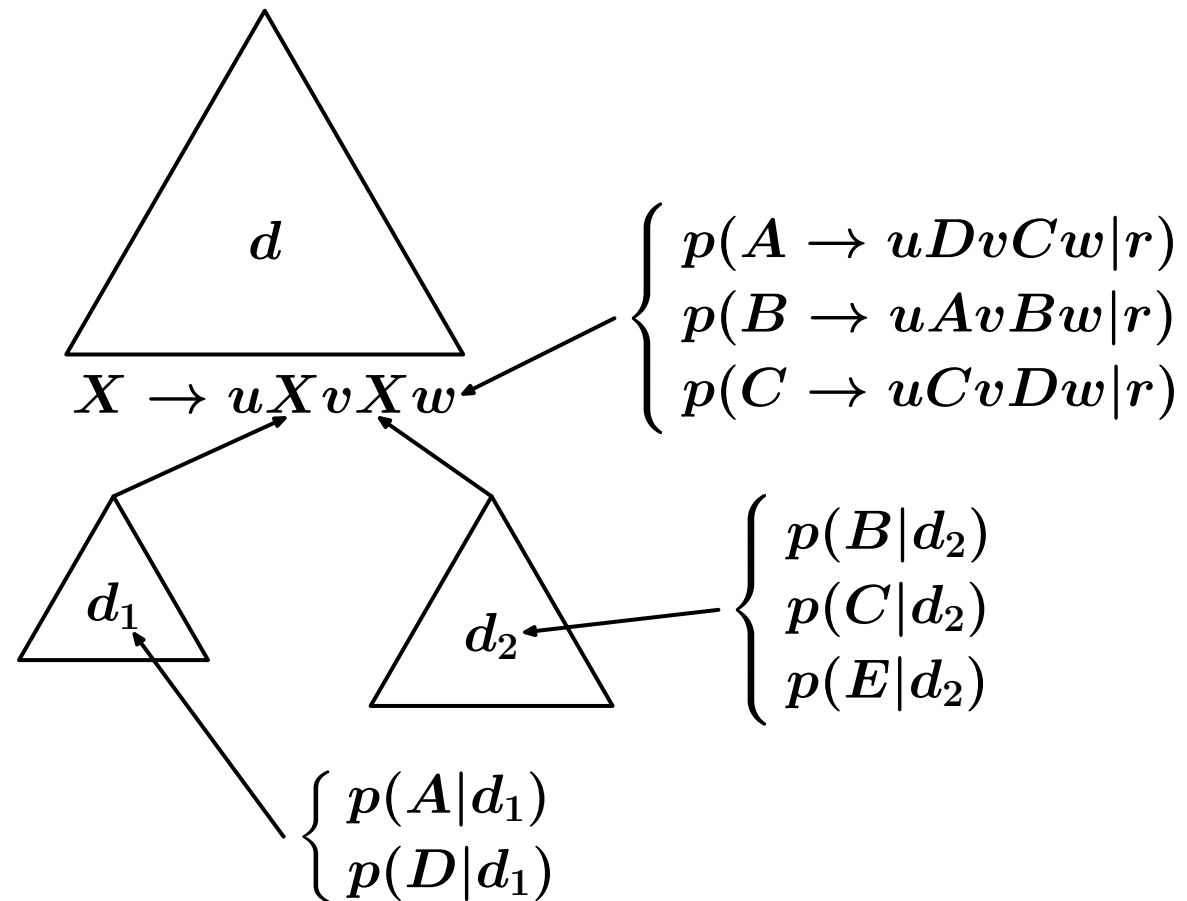 d
p(A → uDvCw|r)
p(B → uAvBw|r)
p(C → uCvDw|r)
X → uXvXw
d₁
d₂
p(B|d₂)
p(C|d₂)
p(E|d₂)
p(A|d₁)
p(D|d₁)